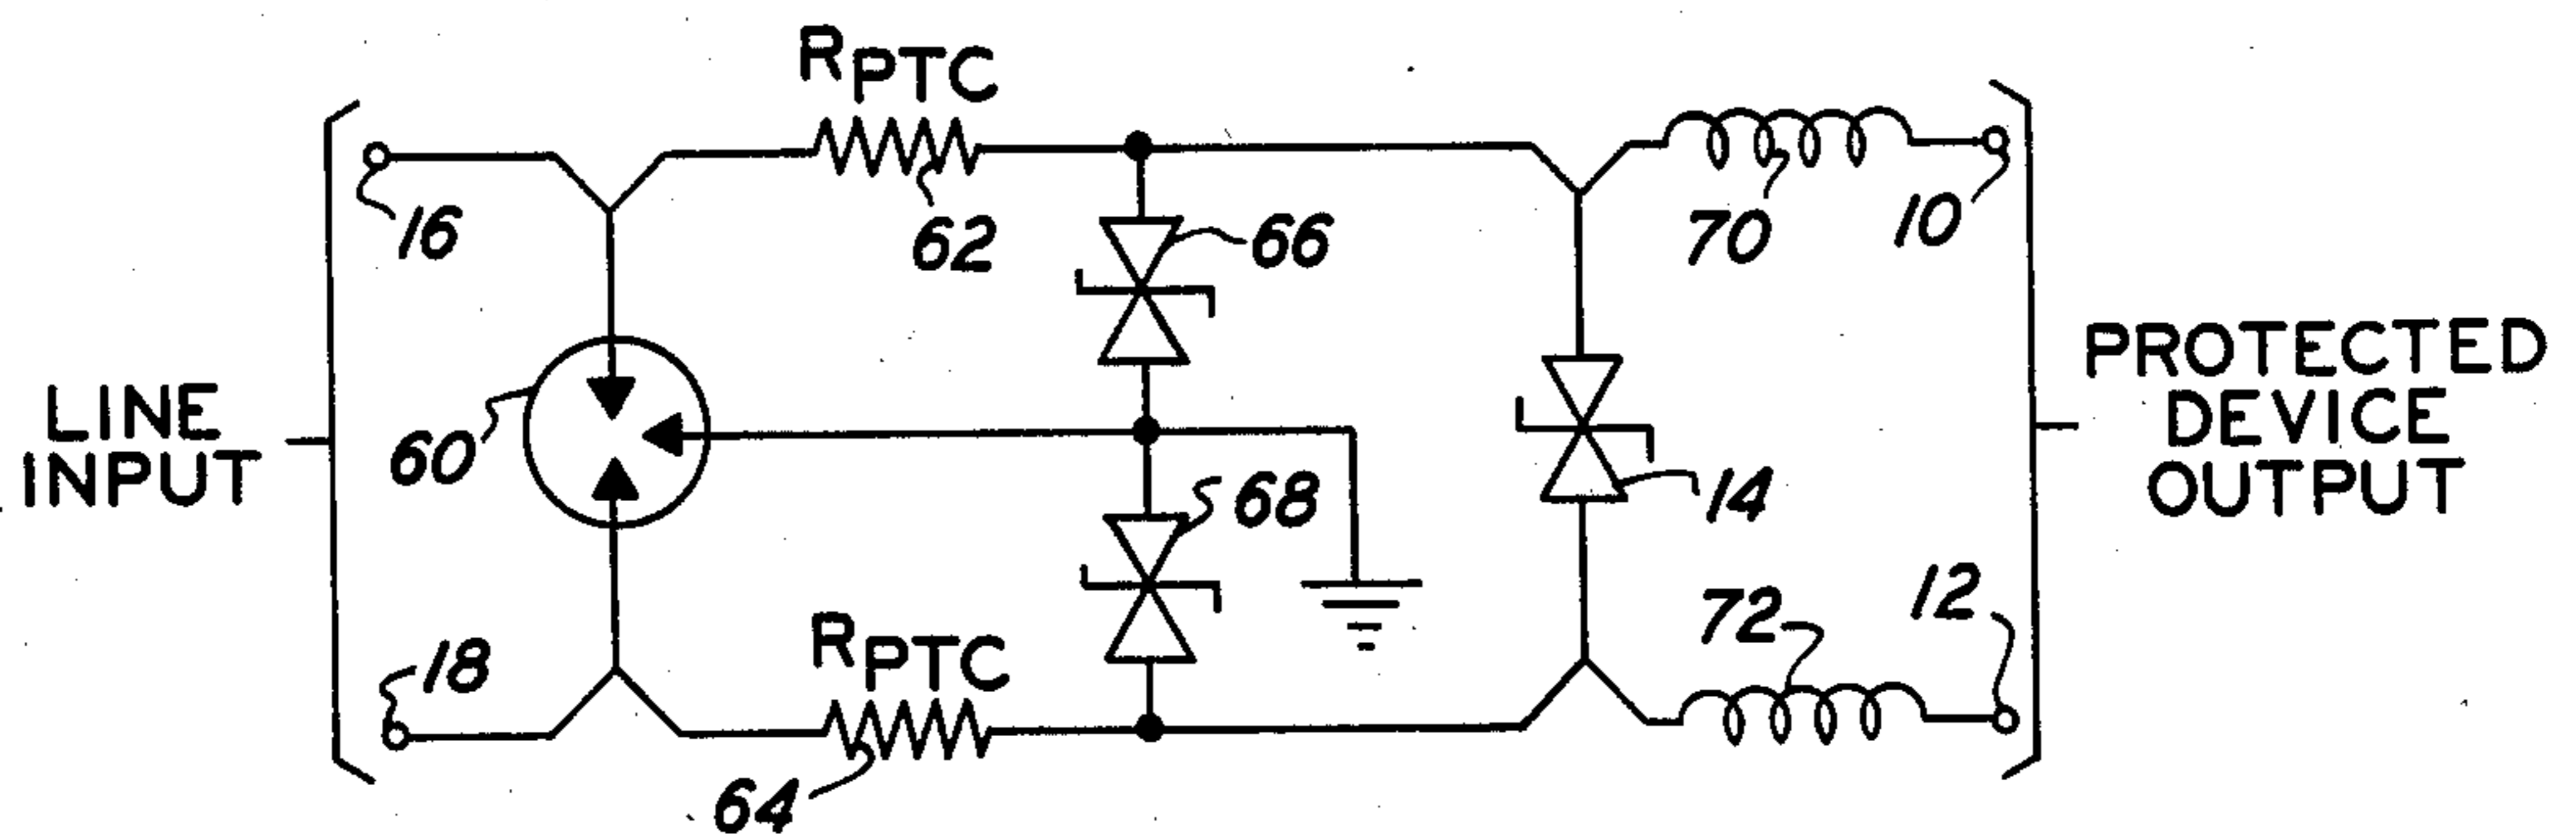 RPTC
16
62
66
70
10
LINE
INPUT
60
68
14
PROTECTED
DEVICE
OUTPUT
18
RPTC
64
72
12